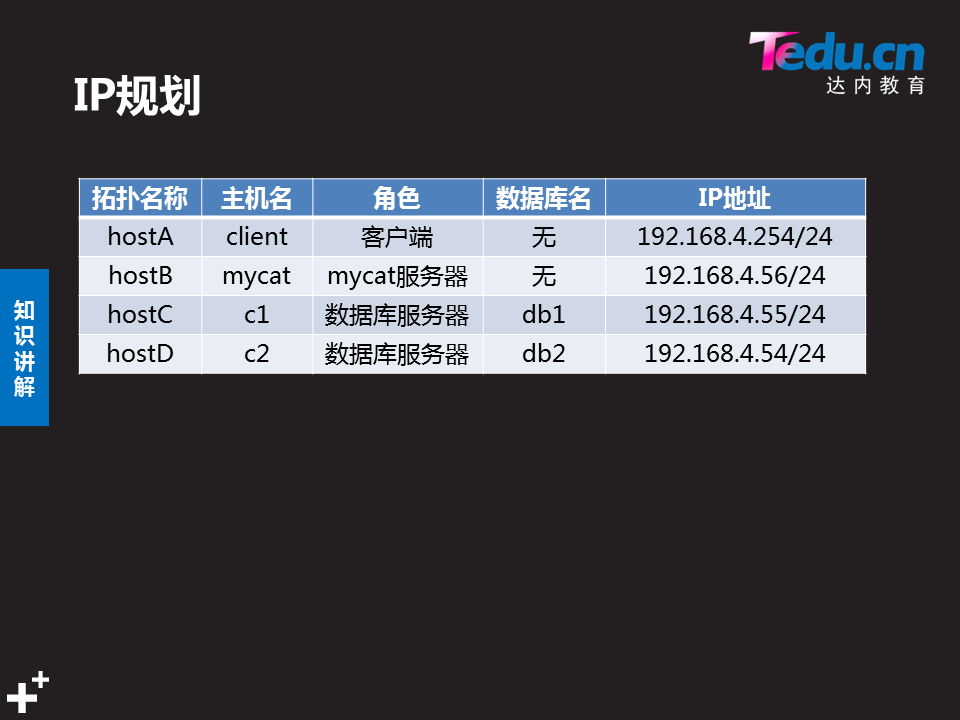 Tedu.cn
达内教育
IP规划
拓扑名称 主机名 角色 数据库名 IP地址
hostA client 客户端 无 192.168.4.254/24
hostB mycat mycat服务器 无 192.168.4.56/24
hostC c1 数据库服务器 db1 192.168.4.55/24
hostD c2 数据库服务器 db2 192.168.4.54/24
知
识
讲
解